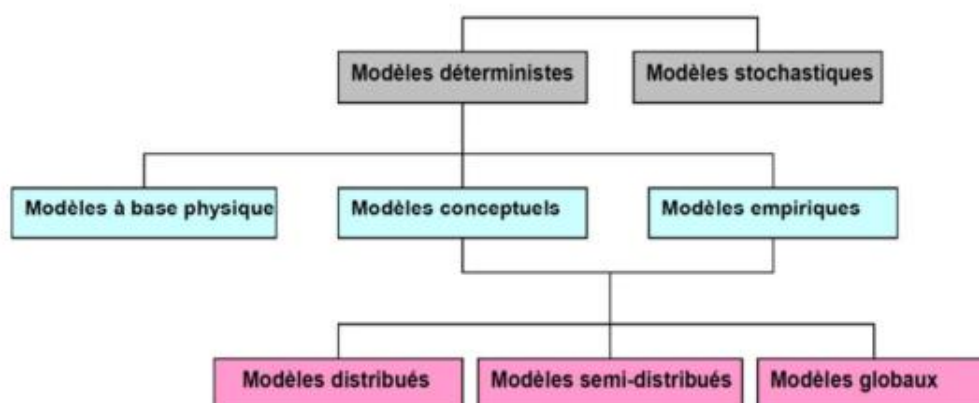 Modèles déterministes
Modèles stochastiques
Modèles à base physique
Modèles conceptuels
Modèles empiriques
Modèles distribués
Modèles semi-distribués
Modèles globaux